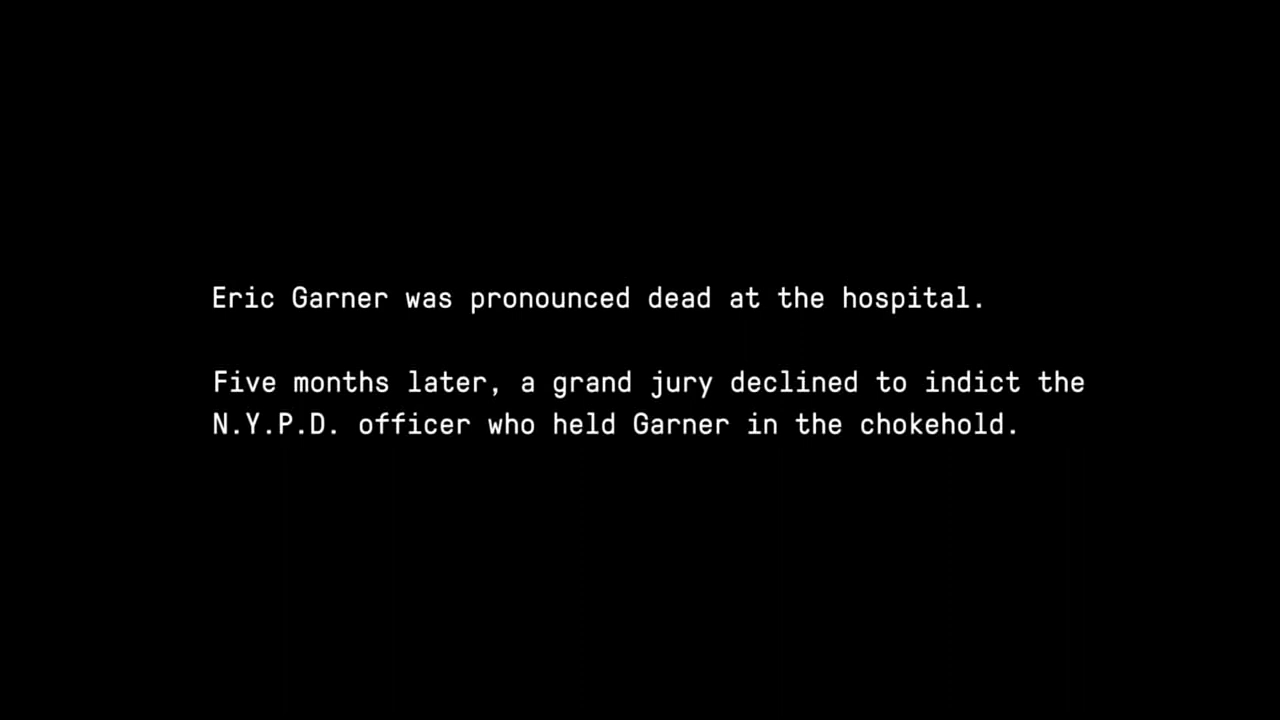 Eric Garner was pronounced dead at the hospital.
Five months later, a grand jury declined to indict the
N.Y.P.D. officer who held Garner in the chokehold.